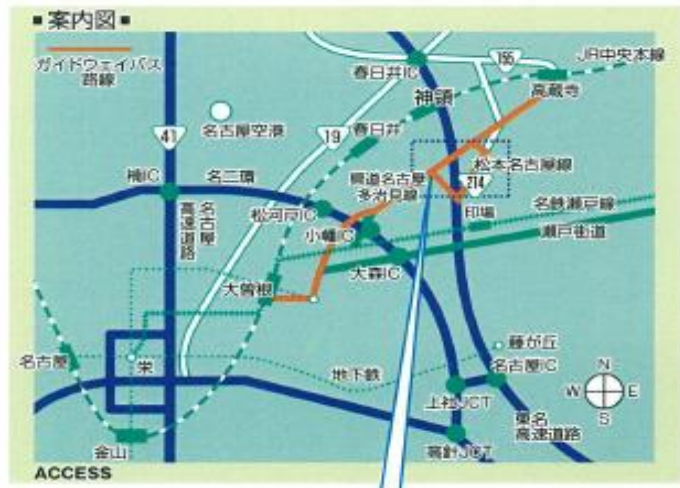 ■案内図■
ガイドウェイバス
路線
春日井IC
155
JR中央本線
高蔵寺
神領
名古屋空港
41
19
春日井
松本名古屋線
県道名古屋
多治見線
214
楠IC
名二環
松河戸IC
小幡IC
印場
名鉄瀬戸線
瀬戸街道
名古屋
高速道路
大森IC
大曽根
藤が丘
名古屋
栄
地下鉄
名古屋IC
上社JCT
N
W
E
S
東名
高速道路
金山
高針JCT
ACCESS